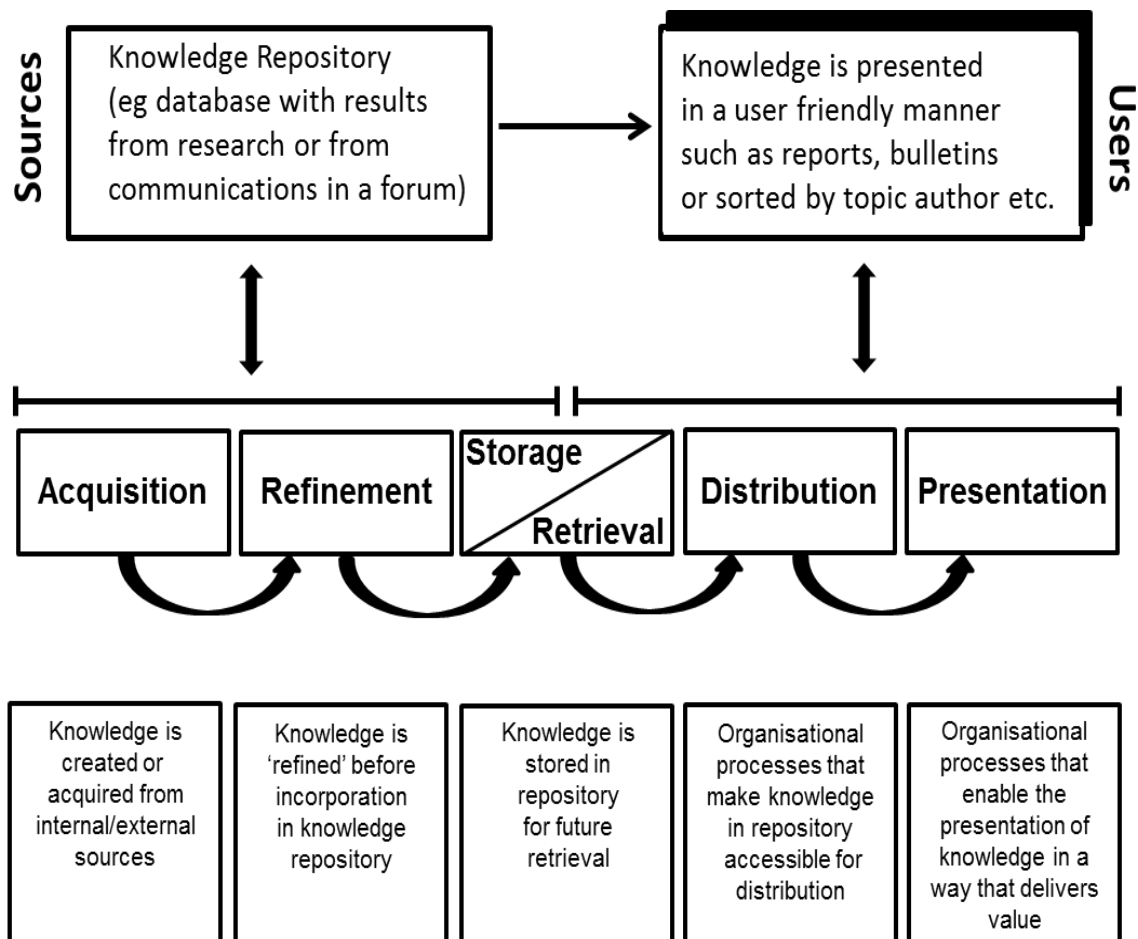 Sources
Knowledge Repository
(eg database with results
from research or from
communications in a forum)
Knowledge is presented
in a user friendly manner
such as reports, bulletins
or sorted by topic author etc.
Users
Acquisition
Refinement
Storage
Retrieval
Distribution
Presentation
Knowledge is
created or
acquired from
internal/external
sources
Knowledge is
‘refined’ before
incorporation
in knowledge
repository
Knowledge is
stored in
repository
for future
retrieval
Organisational
processes that
make knowledge
in repository
accessible for
distribution
Organisational
processes that
enable the
presentation of
knowledge in a
way that delivers
value